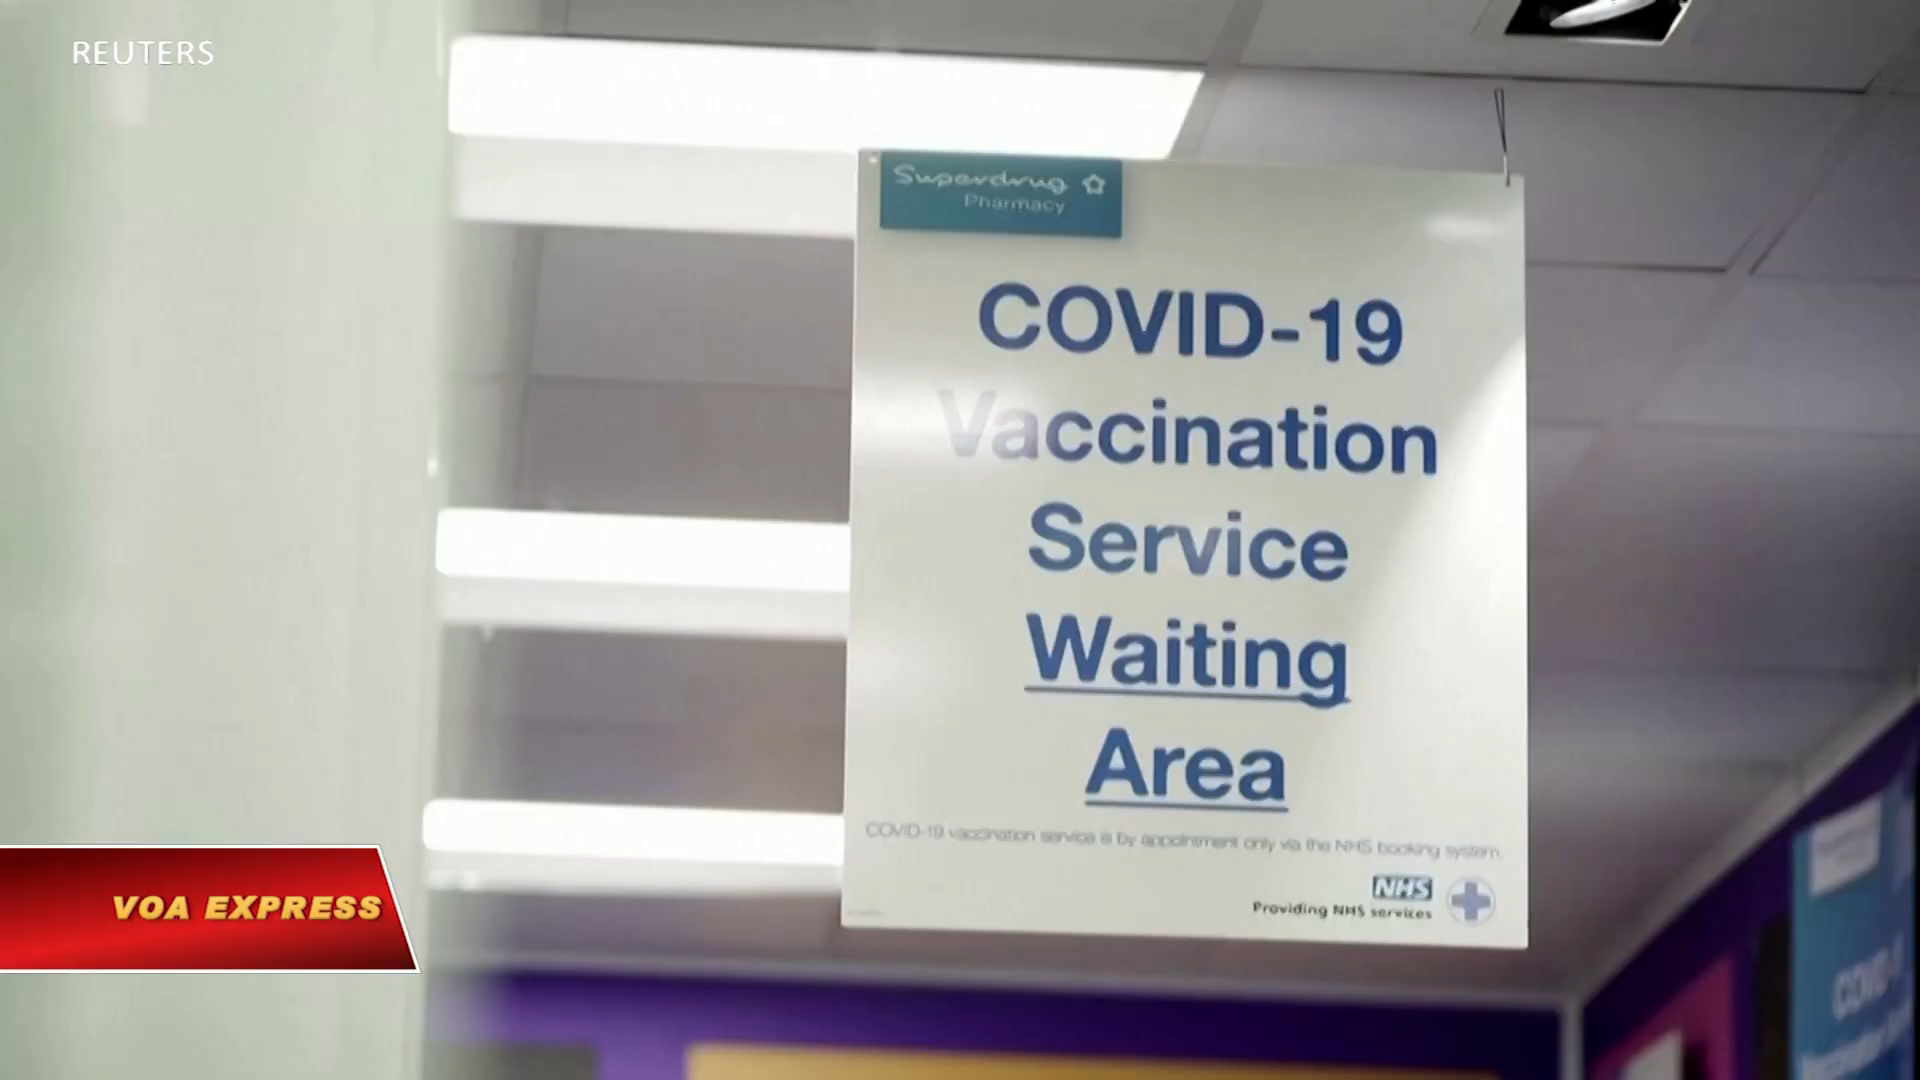 REUTERS
Superdrug
Pharmacy
COVID-19
Vaccination
Service
Waiting
Area
COVID-19 vaccination service is by appointment only via the NHS booking system.
NHS
Providing NHS services
VOA EXPRESS